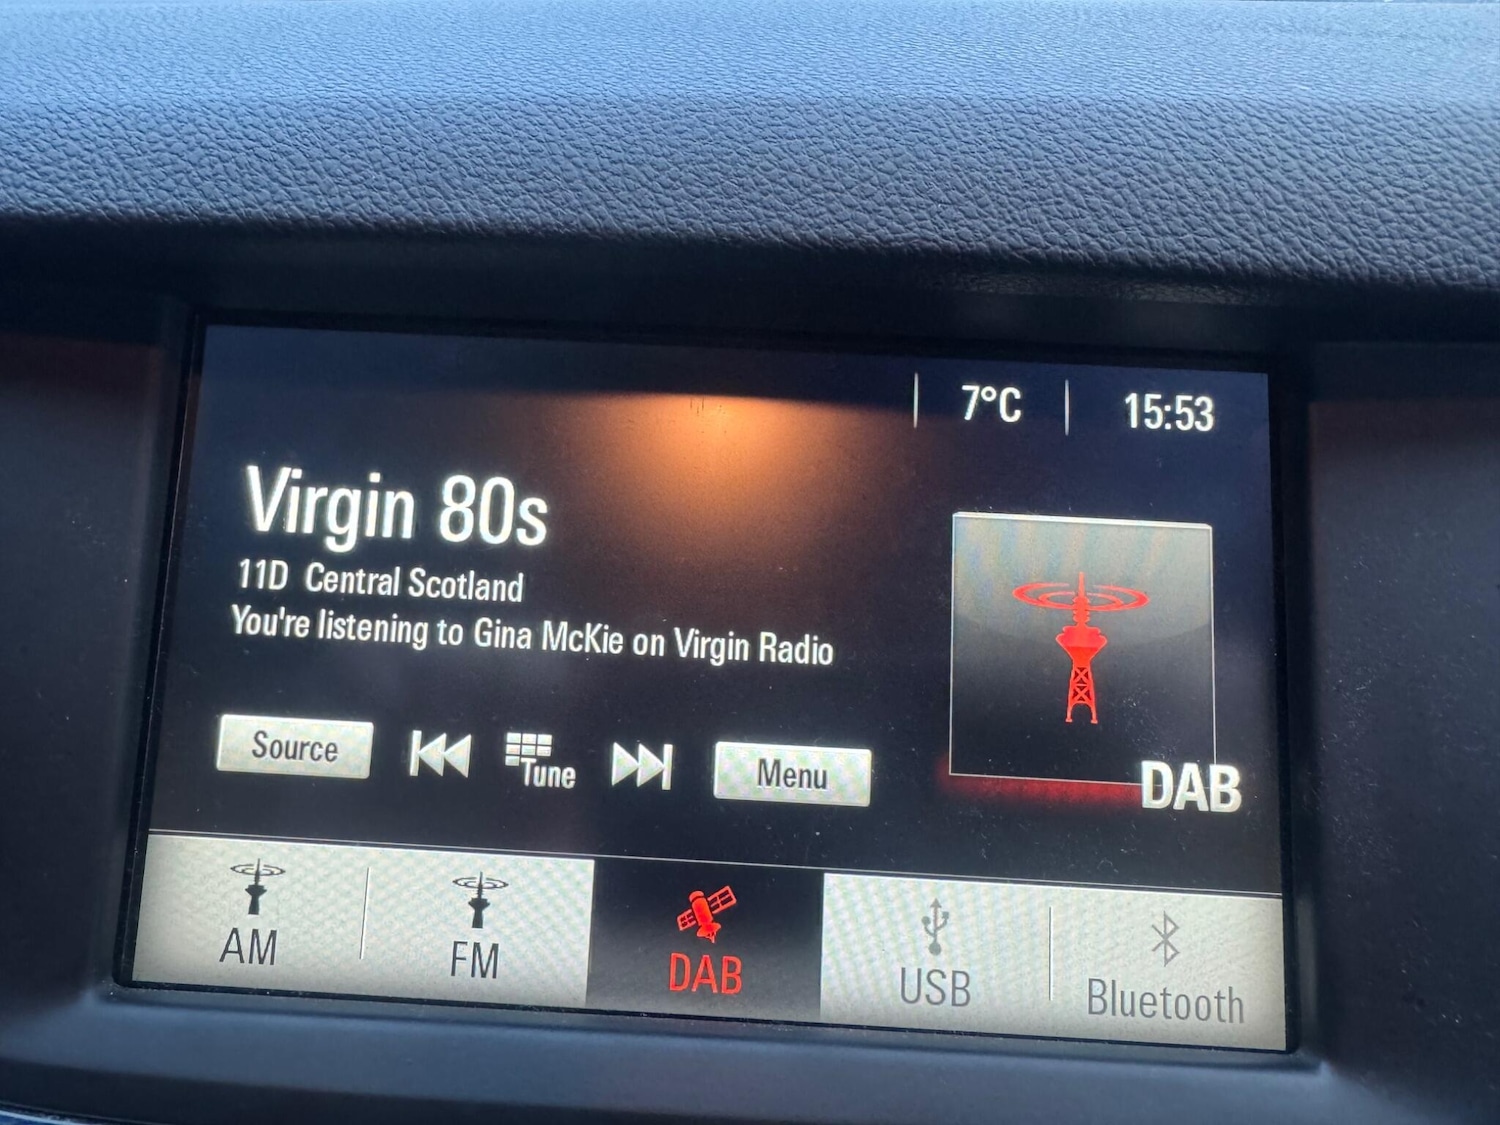 7°C 15:53
Virgin 80s
11D Central Scotland
You're listening to Gina McKie on Virgin Radio
Source Tune Menu
DAB
AM FM DAB USB Bluetooth